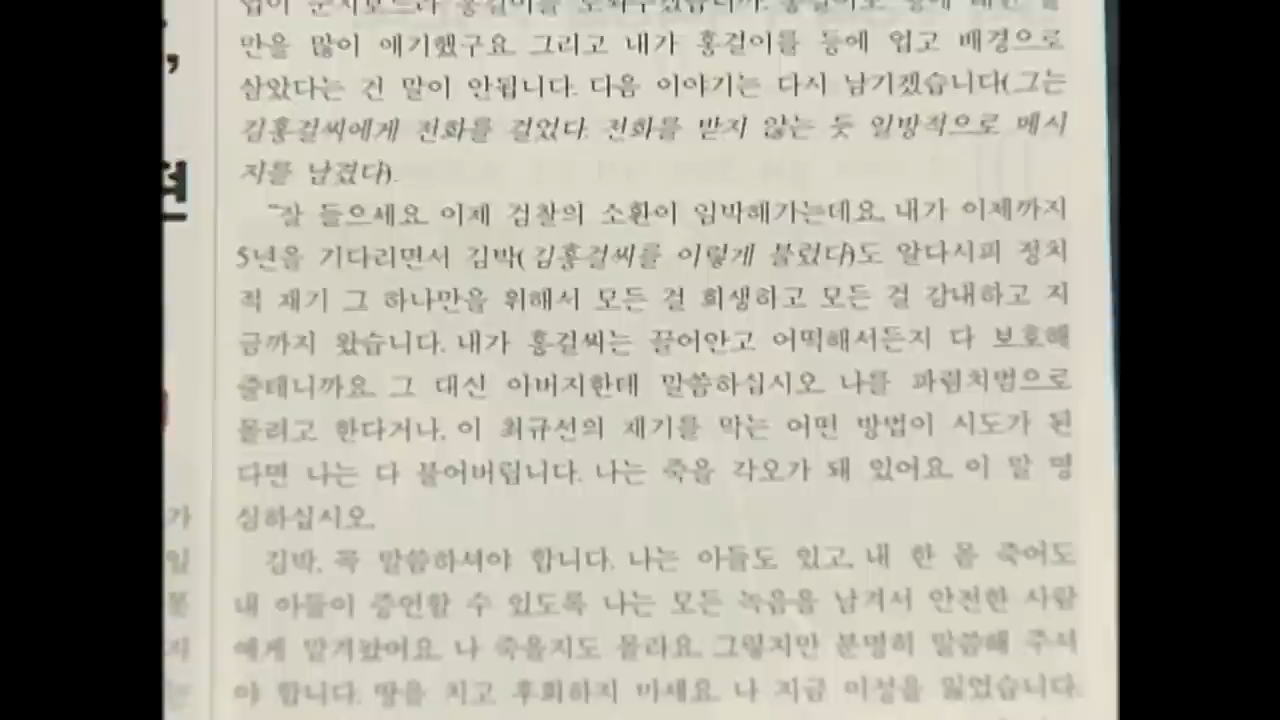 만을 많이 얘기했구요. 그리고 내가 홍걸이를 등에 업고 배경으로
살았다는 건 말이 안됩니다. 다음 이야기는 다시 남기겠습니다(그는
김홍걸씨에게 전화를 걸었다. 전화를 받지 않는 듯 일방적으로 메시
지를 남겼다).
"잘 들으세요. 이제 검찰의 소환이 임박해가는데요. 내가 이제까지
5년을 기다리면서 김박(김홍걸씨를 이렇게 불렀다)도 알다시피 정치
적 재기 그 하나만을 위해서 모든 걸 희생하고 모든 걸 감내하고 지
금까지 왔습니다. 내가 홍걸씨는 끌어안고 어떡해서든지 다 보호해
줄테니까요. 그 대신 아버지한테 말씀하십시오. 나를 파렴치범으로
몰려고 한다거나, 이 최규선의 재기를 막는 어떤 방법이 시도가 된
다면 나는 다 불어버립니다. 나는 죽을 각오가 돼 있어요. 이 말 명
심하십시오.
김박, 꼭 말씀하셔야 합니다. 나는 아들도 있고, 내 한 몸 죽어도
내 아들이 증언할 수 있도록 나는 모든 녹음을 남겨서 안전한 사람
에게 맡겨놨어요. 나 죽을지도 몰라요. 그렇지만 분명히 말씀해 주셔
야 합니다. 땅을 치고 후회하지 마세요. 나 지금 이성을 잃었습니다.